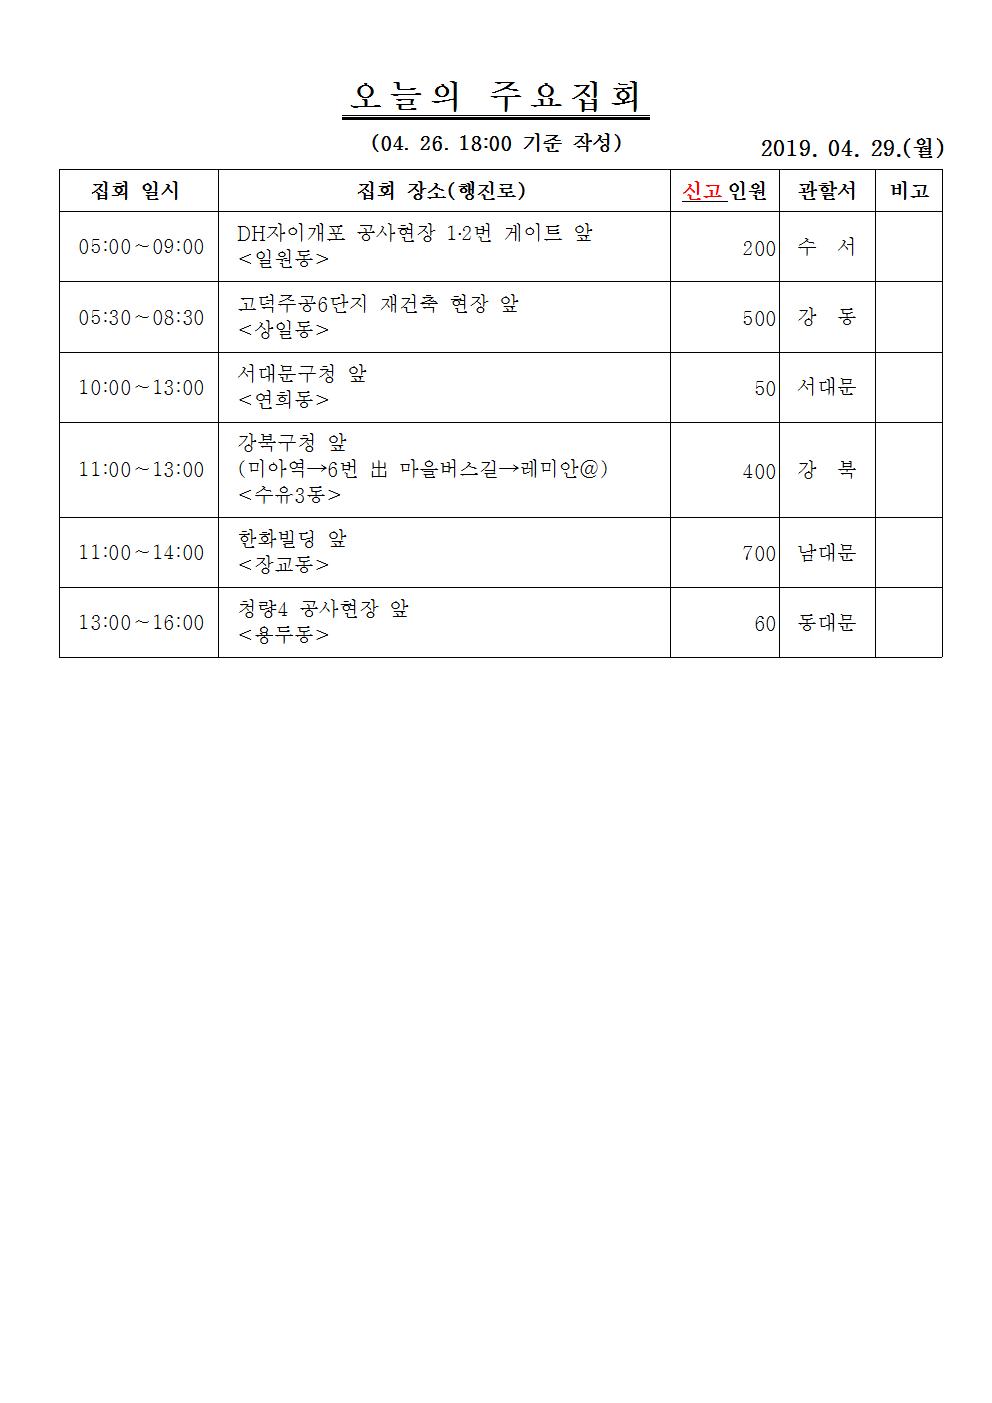 오늘의 주요집회
(04. 26. 18:00 기준 작성)
2019. 04. 29.(월)
집회 일시 집회 장소(행진로) 신고인원 관할서 비고
05:00~09:00 DH자이개포 공사현장 1·2번 게이트 앞 200 수 서
<일원동>
05:30~08:30 고덕주공6단지 재건축 현장 앞 500 강 동
<상일동>
10:00~13:00 서대문구청 앞 50 서대문
<연희동>
강북구청 앞
11:00~13:00 (미아역→6번 出 마을버스길→레미안@) 400 강 북
<수유3동>
11:00~14:00 한화빌딩 앞 700 남대문
<장교동>
13:00~16:00 청량4 공사현장 앞 60 동대문
<용두동>